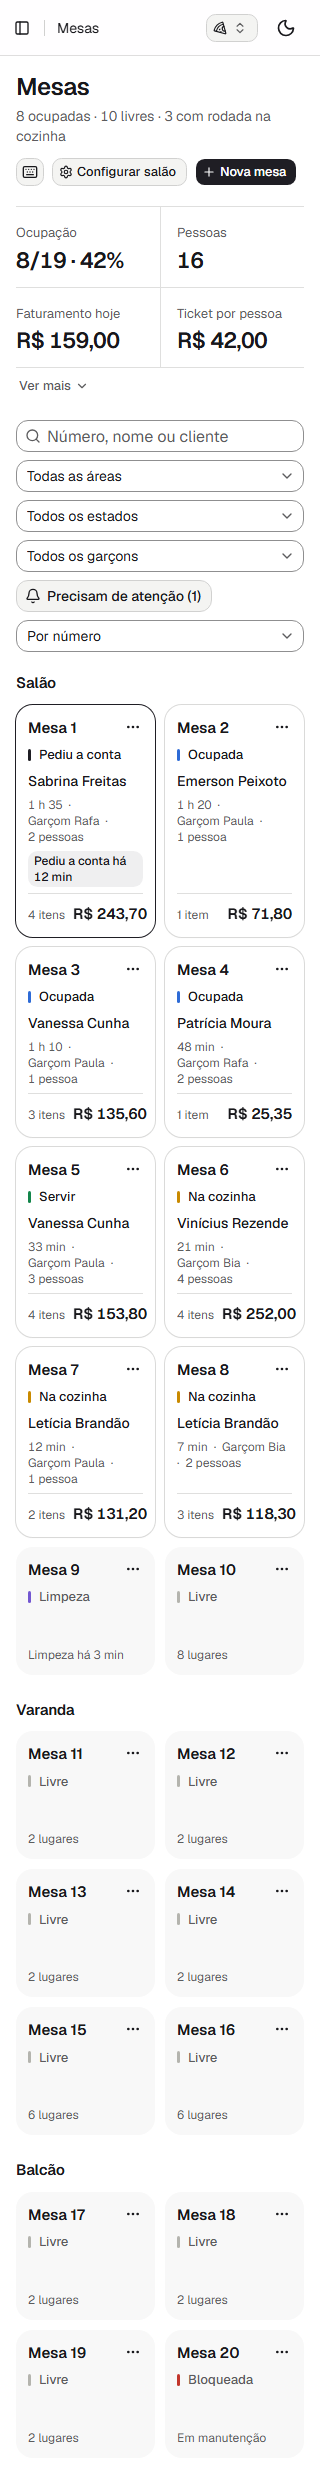 Mesas
Mesas
8 ocupadas · 10 livres · 3 com rodada na
cozinha
Configurar salão
Nova mesa
Ocupação
8/19 · 42%
Pessoas
16
Faturamento hoje
R$ 159,00
Ticket por pessoa
R$ 42,00
Ver mais
Número, nome ou cliente
Todas as áreas
Todos os estados
Todos os garçons
Precisam de atenção (1)
Por número
Salão
Mesa 1
Pediu a conta
Sabrina Freitas
1 h 35 ·
Garçom Rafa ·
2 pessoas
Pediu a conta há
12 min
4 itens R$ 243,70
Mesa 2
Ocupada
Emerson Peixoto
1 h 20 ·
Garçom Paula ·
1 pessoa
1 item R$ 71,80
Mesa 3
Ocupada
Vanessa Cunha
1 h 10 ·
Garçom Paula ·
1 pessoa
3 itens R$ 135,60
Mesa 4
Ocupada
Patrícia Moura
48 min ·
Garçom Rafa ·
2 pessoas
1 item R$ 25,35
Mesa 5
Servir
Vanessa Cunha
33 min ·
Garçom Paula ·
3 pessoas
4 itens R$ 153,80
Mesa 6
Na cozinha
Vinícius Rezende
21 min ·
Garçom Bia ·
4 pessoas
4 itens R$ 252,00
Mesa 7
Na cozinha
Letícia Brandão
12 min ·
Garçom Paula ·
1 pessoa
2 itens R$ 131,20
Mesa 8
Na cozinha
Letícia Brandão
7 min · Garçom Bia
· 2 pessoas
3 itens R$ 118,30
Mesa 9
Limpeza
Limpeza há 3 min
Mesa 10
Livre
8 lugares
Varanda
Mesa 11
Livre
2 lugares
Mesa 12
Livre
2 lugares
Mesa 13
Livre
2 lugares
Mesa 14
Livre
2 lugares
Mesa 15
Livre
6 lugares
Mesa 16
Livre
6 lugares
Balcão
Mesa 17
Livre
2 lugares
Mesa 18
Livre
2 lugares
Mesa 19
Livre
2 lugares
Mesa 20
Bloqueada
Em manutenção